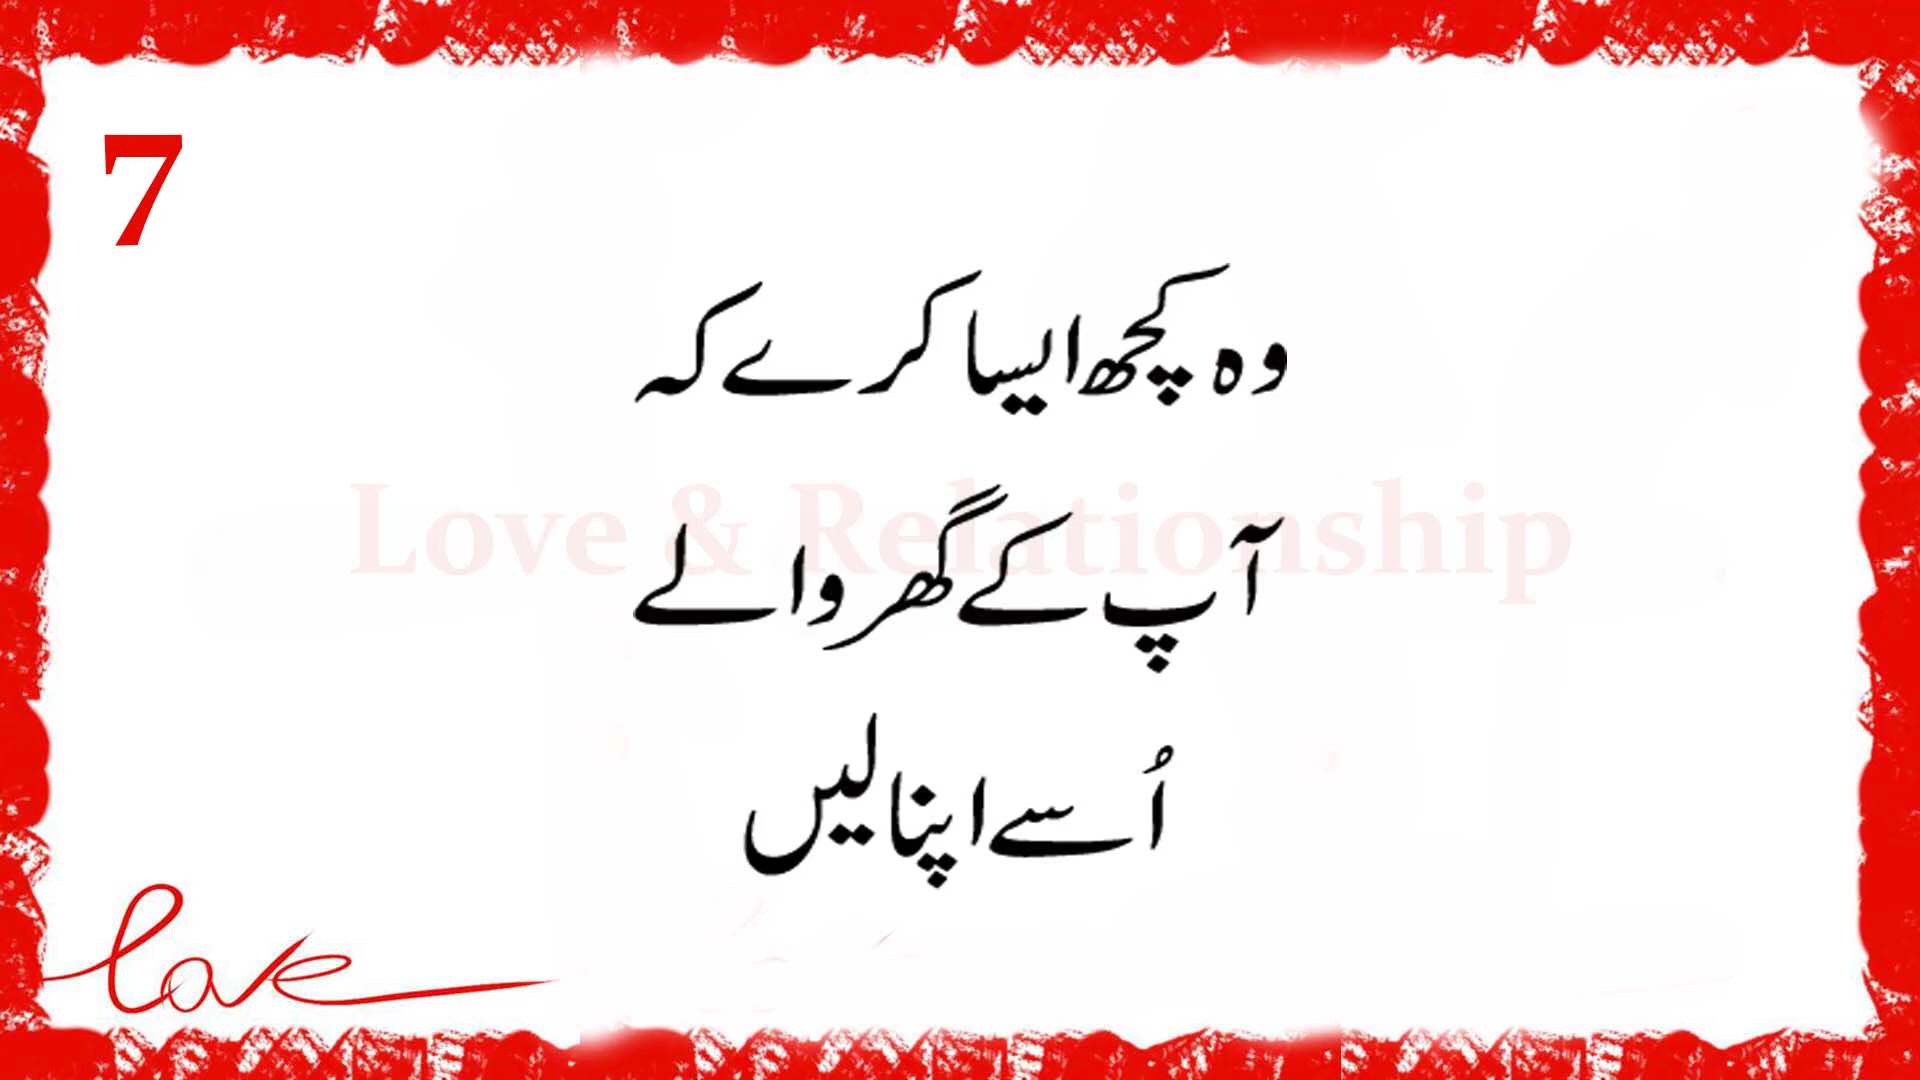 7
وہ کچھ ایسا کرے کہ
Love & Relationship
آپ کے گھر والے
اُسے اپنا لیں
love